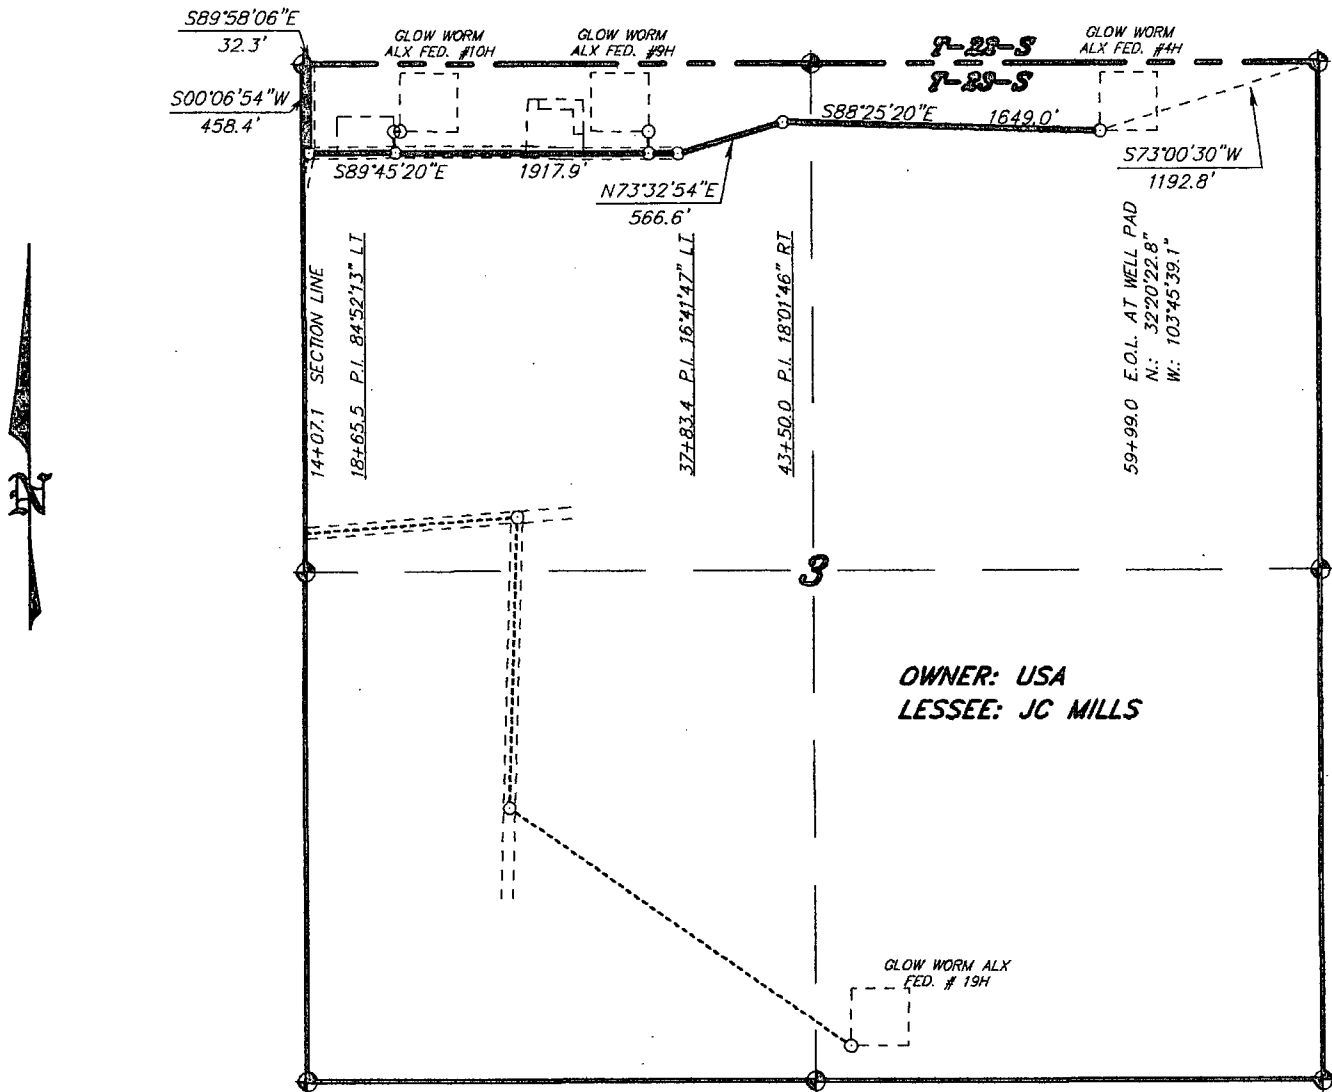 S89°58'06"E
32.3'
GLOW WORM
ALX FED. #10H
GLOW WORM
ALX FED. #9H
T-22-S
T-23-S
GLOW WORM
ALX FED. #4H
S00°06'54"W
458.4'
S89°45'20"E
1917.9'
N73°32'54"E
566.6'
S88°25'20"E
1649.0'
S73°00'30"W
1192.8'
14+07.1 SECTION LINE
18+65.5 P.I. 84°52'13" LT
37+83.4 P.I. 16°41'47" LT
43+50.0 P.I. 18°01'46" RT
59+99.0 E.O.L. AT WELL PAD
N.: 32°20'22.8"
W.: 103°45'39.1"
N
3
OWNER: USA
LESSEE: JC MILLS
GLOW WORM ALX
FED. # 19H